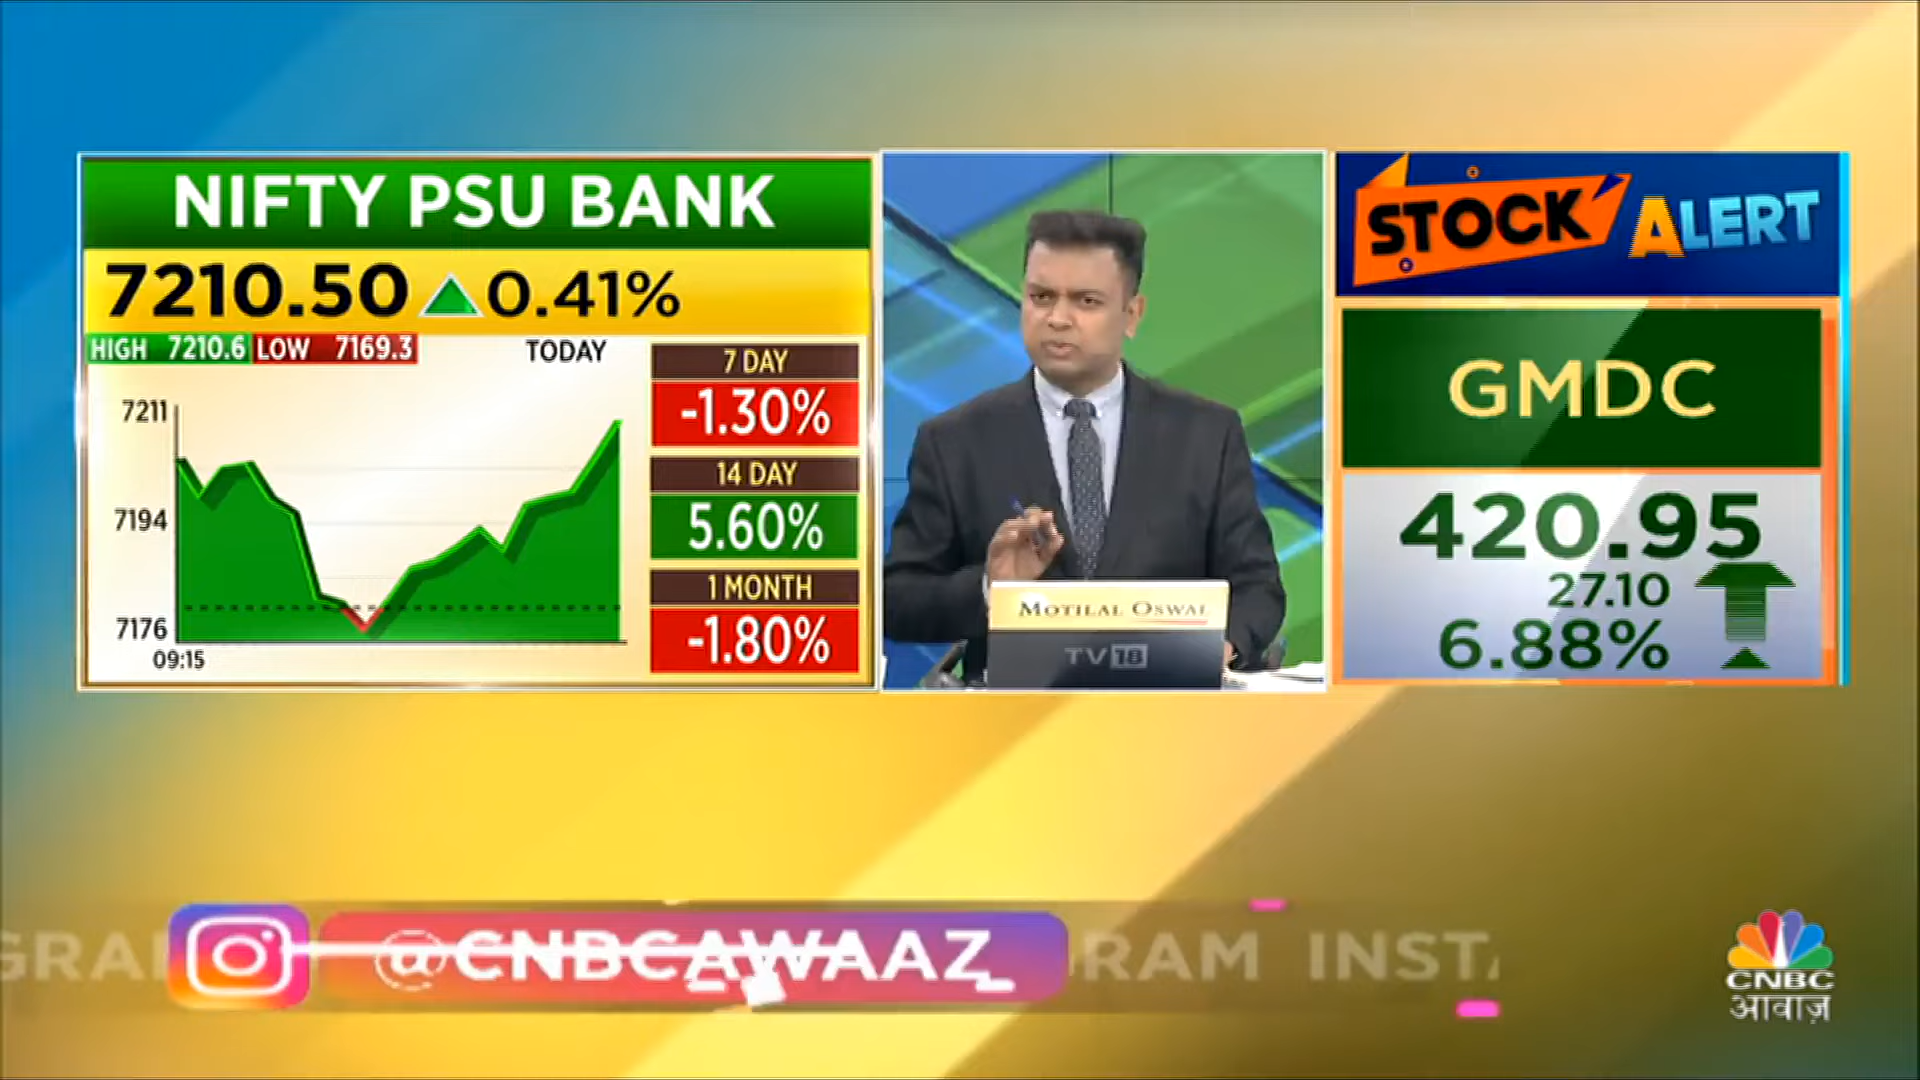 NIFTY PSU BANK
7210.50 0.41%
HIGH 7210.6 LOW 7169.3 TODAY
7211
7194
7176
09:15
7 DAY
-1.30%
14 DAY
5.60%
1 MONTH
-1.80%
MOTILAL OSWAL
TV18
STOCK ALERT
GMDC
420.95
27.10
6.88%
GRAM @CNBCAWAAZ RAM INSTA
CNBC
आवाज़